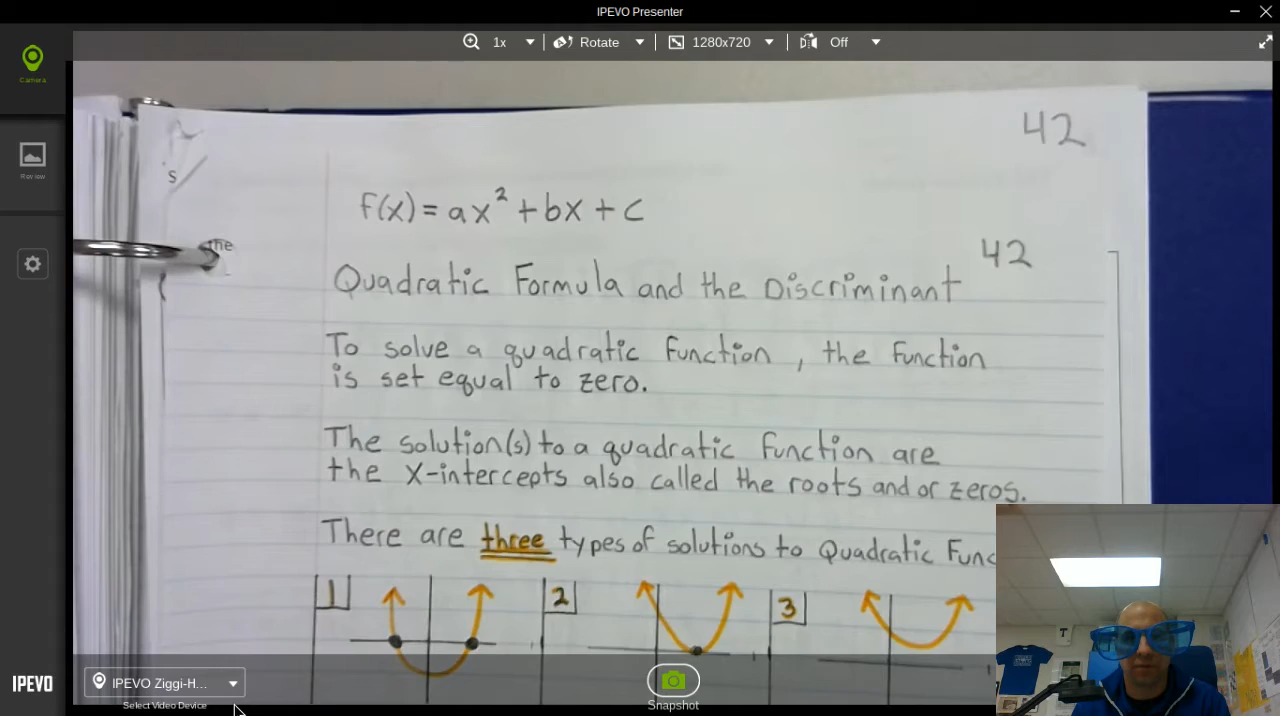 IPEVO Presenter
1x
Rotate
1280x720
Off
Camera
Review
42
s
f(x) = ax² + bx + c
the
42
Quadratic Formula and the Discriminant
To solve a quadratic function, the function
is set equal to zero.
The solution(s) to a quadratic function are
the x-intercepts also called the roots and or zeros.
There are three types of solutions to Quadratic Func
1
2
3
T
IPEVO
IPEVO Ziggi-H...
Select Video Device
Snapshot